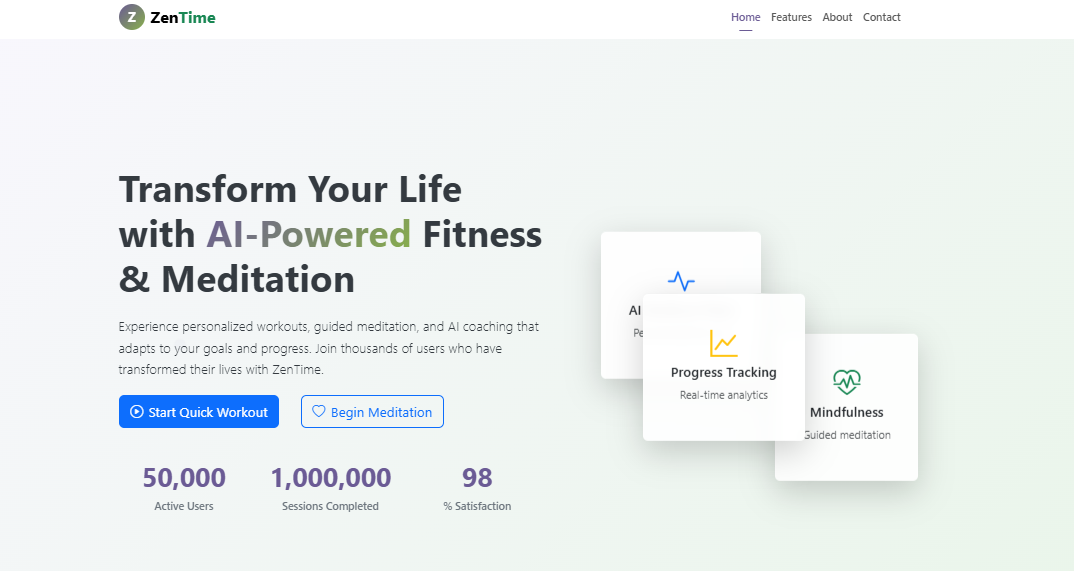 Z ZenTime
Home Features About Contact
Transform Your Life
with AI-Powered Fitness
& Meditation
Experience personalized workouts, guided meditation, and AI coaching that
adapts to your goals and progress. Join thousands of users who have
transformed their lives with ZenTime.
Start Quick Workout
Begin Meditation
50,000
Active Users
1,000,000
Sessions Completed
98
% Satisfaction
AI
Progress Tracking
Real-time analytics
Mindfulness
Guided meditation